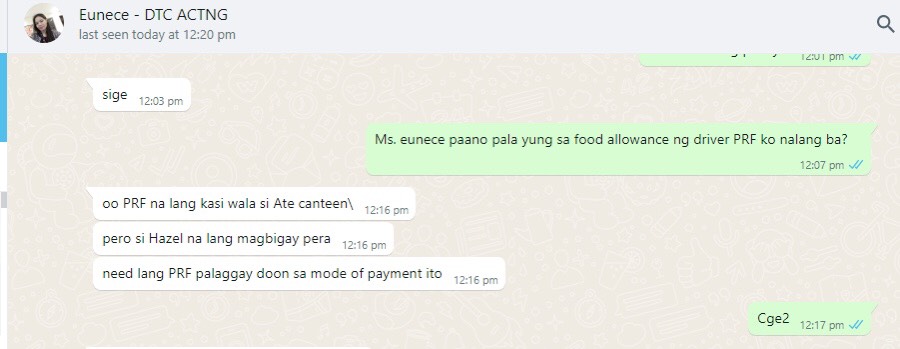 Eunece - DTC ACTNG
last seen today at 12:20 pm
12:01 pm
sige 12:03 pm
Ms. eunece paano pala yung sa food allowance ng driver PRF ko nalang ba?
12:07 pm
oo PRF na lang kasi wala si Ate canteen\ 12:16 pm
pero si Hazel na lang magbigay pera 12:16 pm
need lang PRF palaggay doon sa mode of payment ito 12:16 pm
Cge2 12:17 pm